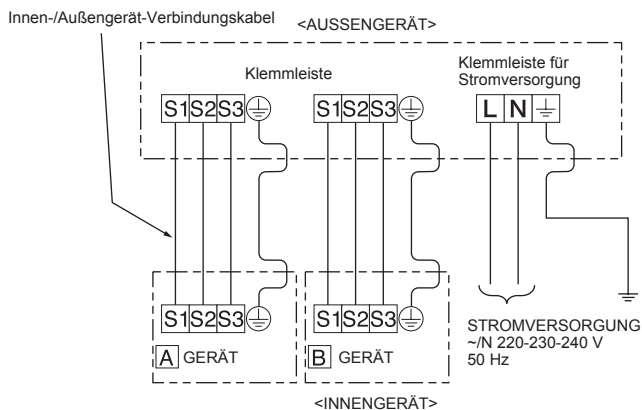 Innen-/Außengerät-Verbindungskabel
<AUSSENGERÄT>
Klemmleiste
Klemmleiste für
Stromversorgung
S1 S2 S3
S1 S2 S3
L N
S1 S2 S3
S1 S2 S3
A GERÄT
B GERÄT
STROMVERSORGUNG
~/N 220-230-240 V
50 Hz
<INNENGERÄT>